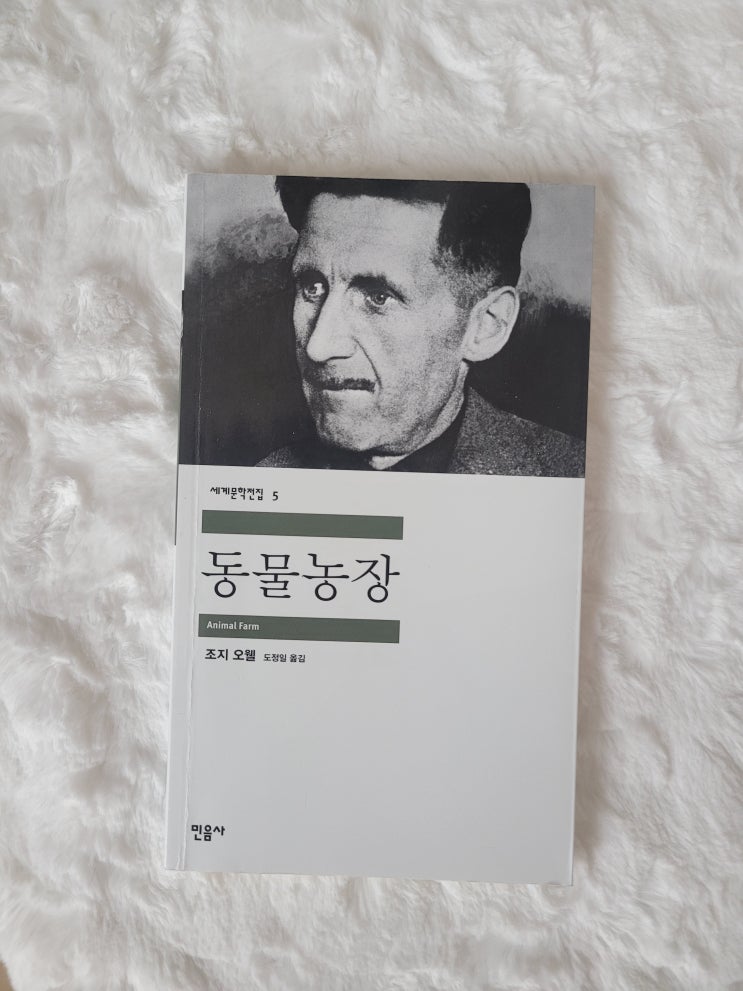 세계문학전집 5
동물농장
Animal Farm
조지 오웰 도정일 옮김
민음사